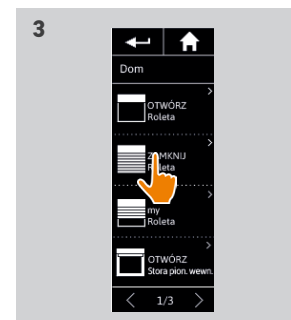 3
Dom
OTWÓRZ
Roleta
ZAMKNIJ
Roleta
my
Roleta
OTWÓRZ
Stora pion. wewn.
1/3